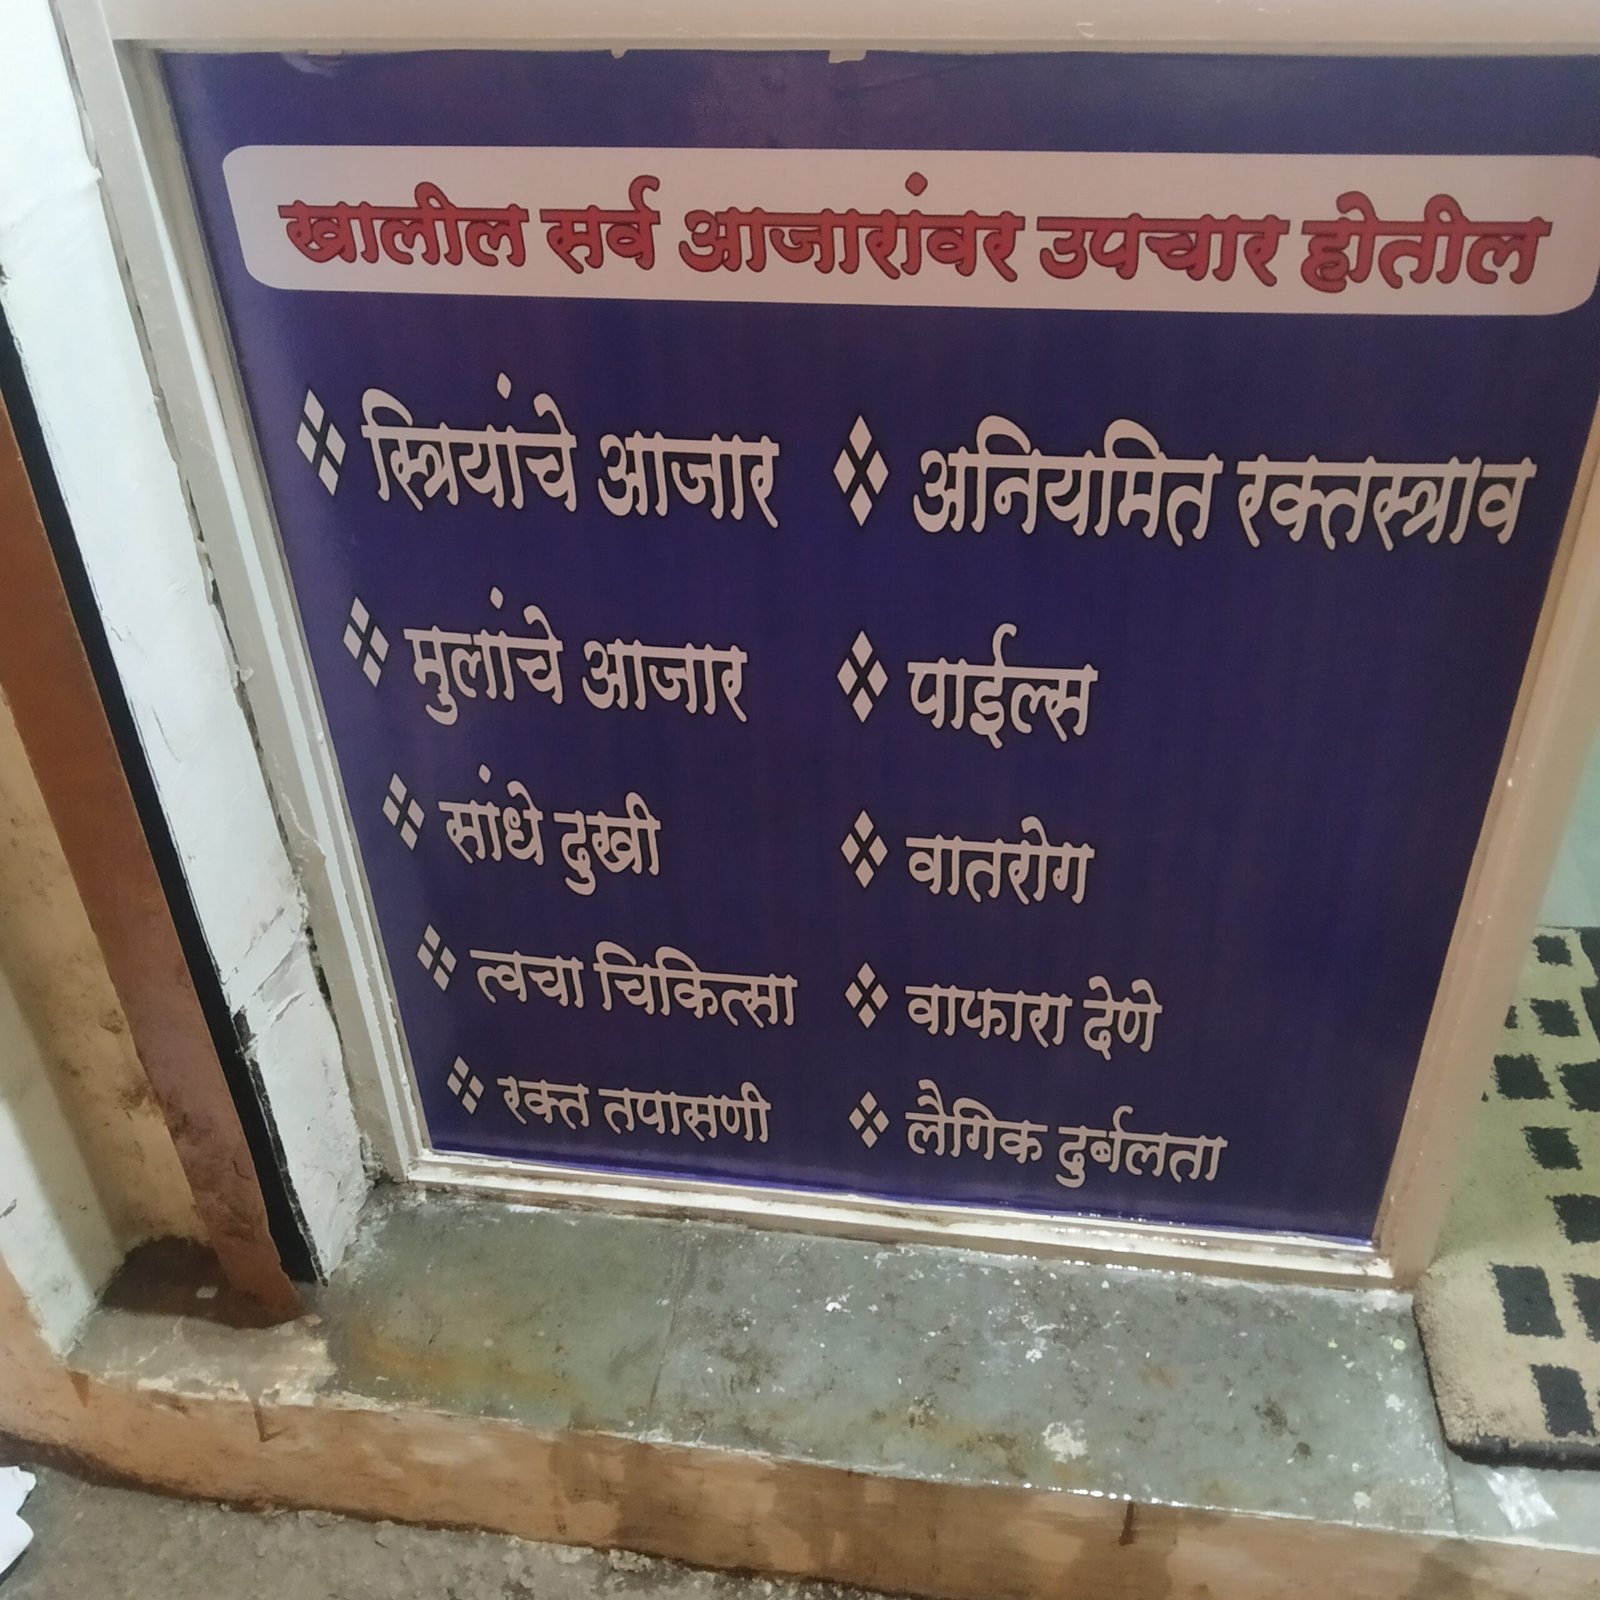 खालील सर्व आजारांवर उपचार होतील
❖ स्त्रियांचे आजार ❖ अनियमित रक्तस्त्राव
❖ मुलांचे आजार ❖ पाईल्स
❖ सांधे दुखी ❖ वातरोग
❖ त्वचा चिकित्सा ❖ वाफारा देणे
❖ रक्त तपासणी ❖ लैगिक दुर्बलता